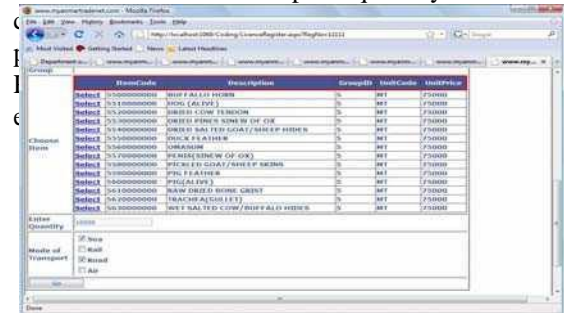 www.myanmartradenet.com - Mozilla Firefox
File Edit View History Bookmarks Tools Help
Most Visited Getting Started News Latest Headlines
Group
ItemCode Description GroupID UnitCode UnitPrice
Select 5500000000 BUFFALLO HORN 5 MT 75000
Select 5510000000 DOG (ALIVE) 5 MT 75000
Select 5520000000 DRIED COW TENDON 5 MT 75000
Select 5530000000 DRIED PINES SINEW OF OX 5 MT 75000
Select 5540000000 DRIED SALTED GOAT/SHEEP HIDES 5 MT 75000
Select 5550000000 DUCK FEATHER 5 MT 75000
Select 5560000000 OMASUM 5 MT 75000
Select 5570000000 PENIS(SINEW OF OX) 5 MT 75000
Select 5580000000 PICKLED GOAT/SHEEP SKINS 5 MT 75000
Select 5590000000 PIG FEATHER 5 MT 75000
Select 5600000000 PIG(ALIVE) 5 MT 75000
Select 5610000000 RAW DRIED BONE GRIST 5 MT 75000
Select 5620000000 TRACHEA(GULLET) 5 MT 75000
Select 5630000000 WET SALTED COW/BUFFALO HIDES 5 MT 75000
Choose
Item
Enter
Quantity
10000
Mode of
Transport
Sea
Rail
Road
Air
Go
Done